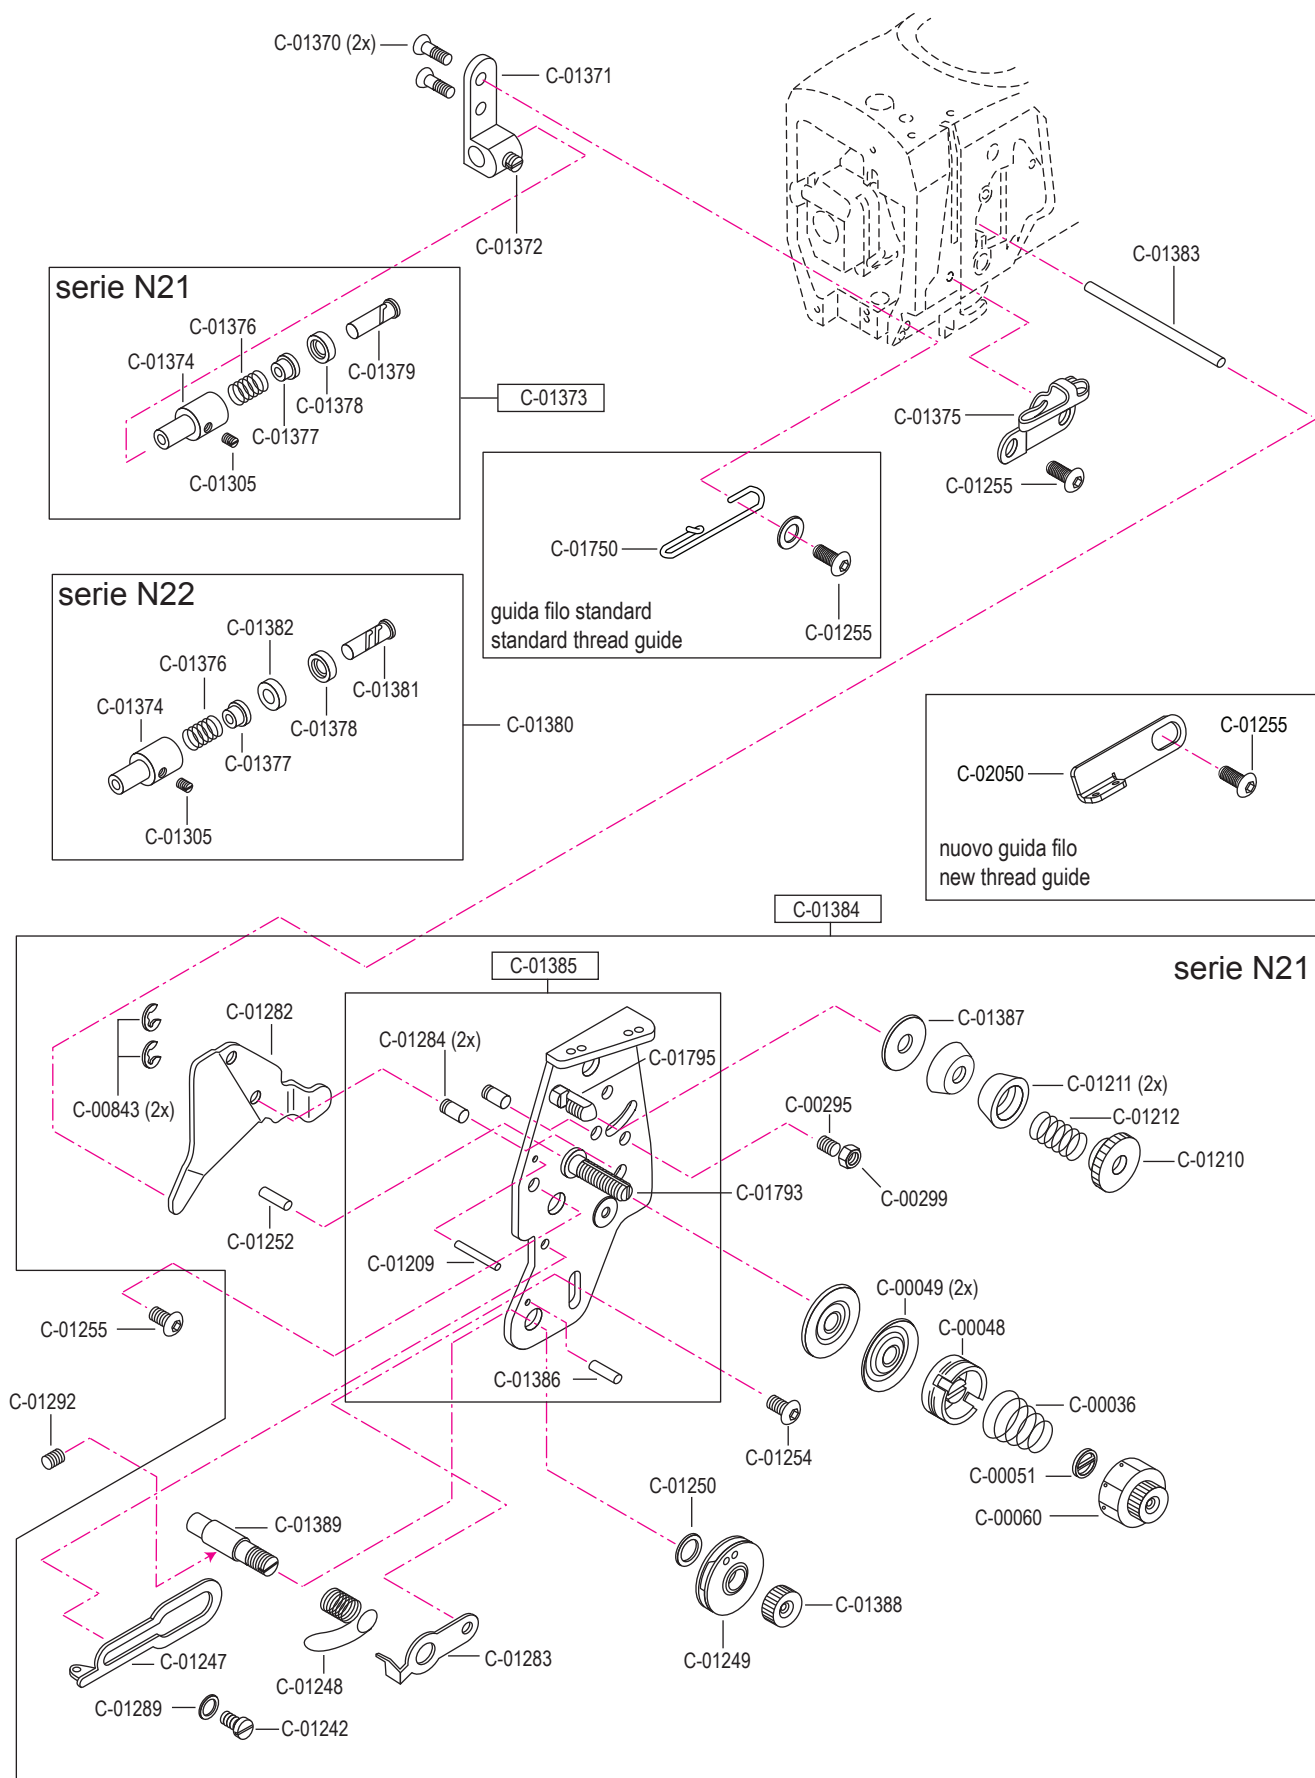 C-01370 (2x)
C-01371
C-01372
C-01383
serie N21
C-01376
C-01374
C-01379
C-01378
C-01377
C-01305
C-01373
C-01375
C-01255
C-01750
C-01255
guida filo standard
standard thread guide
serie N22
C-01382
C-01376
C-01374
C-01381
C-01378
C-01377
C-01305
C-01380
C-01255
C-02050
nuovo guida filo
new thread guide
C-01384
serie N21
C-01385
C-01282
C-00843 (2x)
C-01284 (2x)
C-01795
C-01387
C-01211 (2x)
C-01212
C-01210
C-00295
C-00299
C-01793
C-01252
C-01209
C-01255
C-01386
C-00049 (2x)
C-00048
C-00036
C-00051
C-00060
C-01254
C-01292
C-01389
C-01250
C-01388
C-01249
C-01247
C-01248
C-01283
C-01289
C-01242